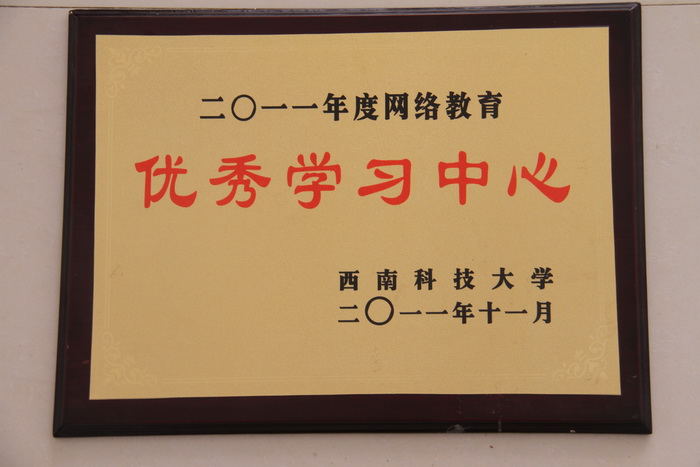 二〇一一年度网络教育
优秀学习中心
西南科技大学
二〇一一年十一月